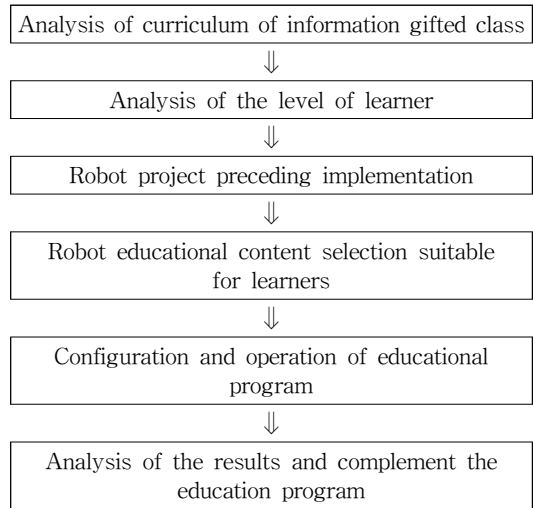 Analysis of curriculum of information gifted class
⇓
Analysis of the level of learner
⇓
Robot project preceding implementation
⇓
Robot educational content selection suitable
for learners
⇓
Configuration and operation of educational
program
⇓
Analysis of the results and complement the
education program